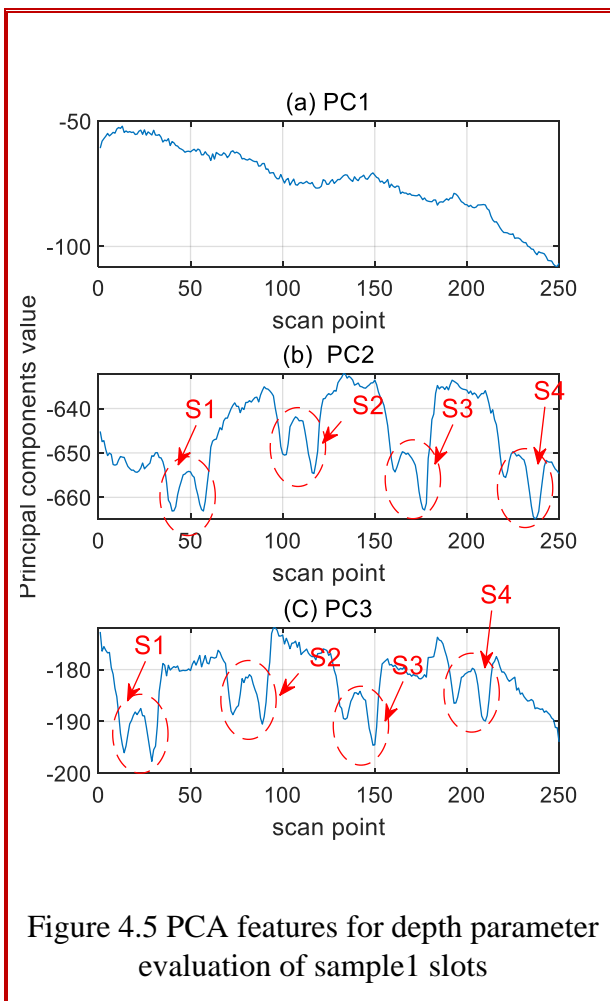 (a) PC1
-50
-100
0 50 100 150 200 250
scan point
Principal components value
(b) PC2
S1 S2 S3 S4
-640
-650
-660
0 50 100 150 200 250
scan point
(C) PC3
S1 S2 S3 S4
-180
-190
-200
0 50 100 150 200 250
scan point
Figure 4.5 PCA features for depth parameter
evaluation of sample1 slots